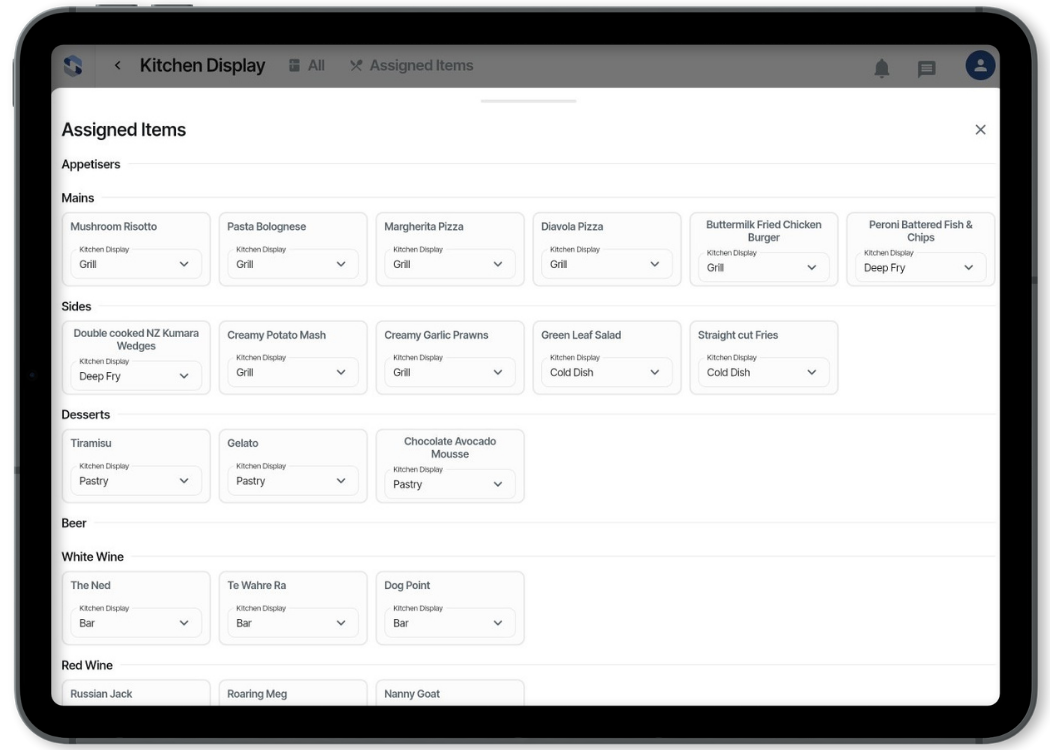 Kitchen Display All Assigned Items
Assigned Items
Appetisers
Mains
Mushroom Risotto
Kitchen Display
Grill
Pasta Bolognese
Kitchen Display
Grill
Margherita Pizza
Kitchen Display
Grill
Diavola Pizza
Kitchen Display
Grill
Buttermilk Fried Chicken
Burger
Kitchen Display
Grill
Peroni Battered Fish &
Chips
Kitchen Display
Deep Fry
Sides
Double cooked NZ Kumara
Wedges
Kitchen Display
Deep Fry
Creamy Potato Mash
Kitchen Display
Grill
Creamy Garlic Prawns
Kitchen Display
Grill
Green Leaf Salad
Kitchen Display
Cold Dish
Straight cut Fries
Kitchen Display
Cold Dish
Desserts
Tiramisu
Kitchen Display
Pastry
Gelato
Kitchen Display
Pastry
Chocolate Avocado
Mousse
Kitchen Display
Pastry
Beer
White Wine
The Ned
Kitchen Display
Bar
Te Wahre Ra
Kitchen Display
Bar
Dog Point
Kitchen Display
Bar
Red Wine
Russian Jack
Roaring Meg
Nanny Goat